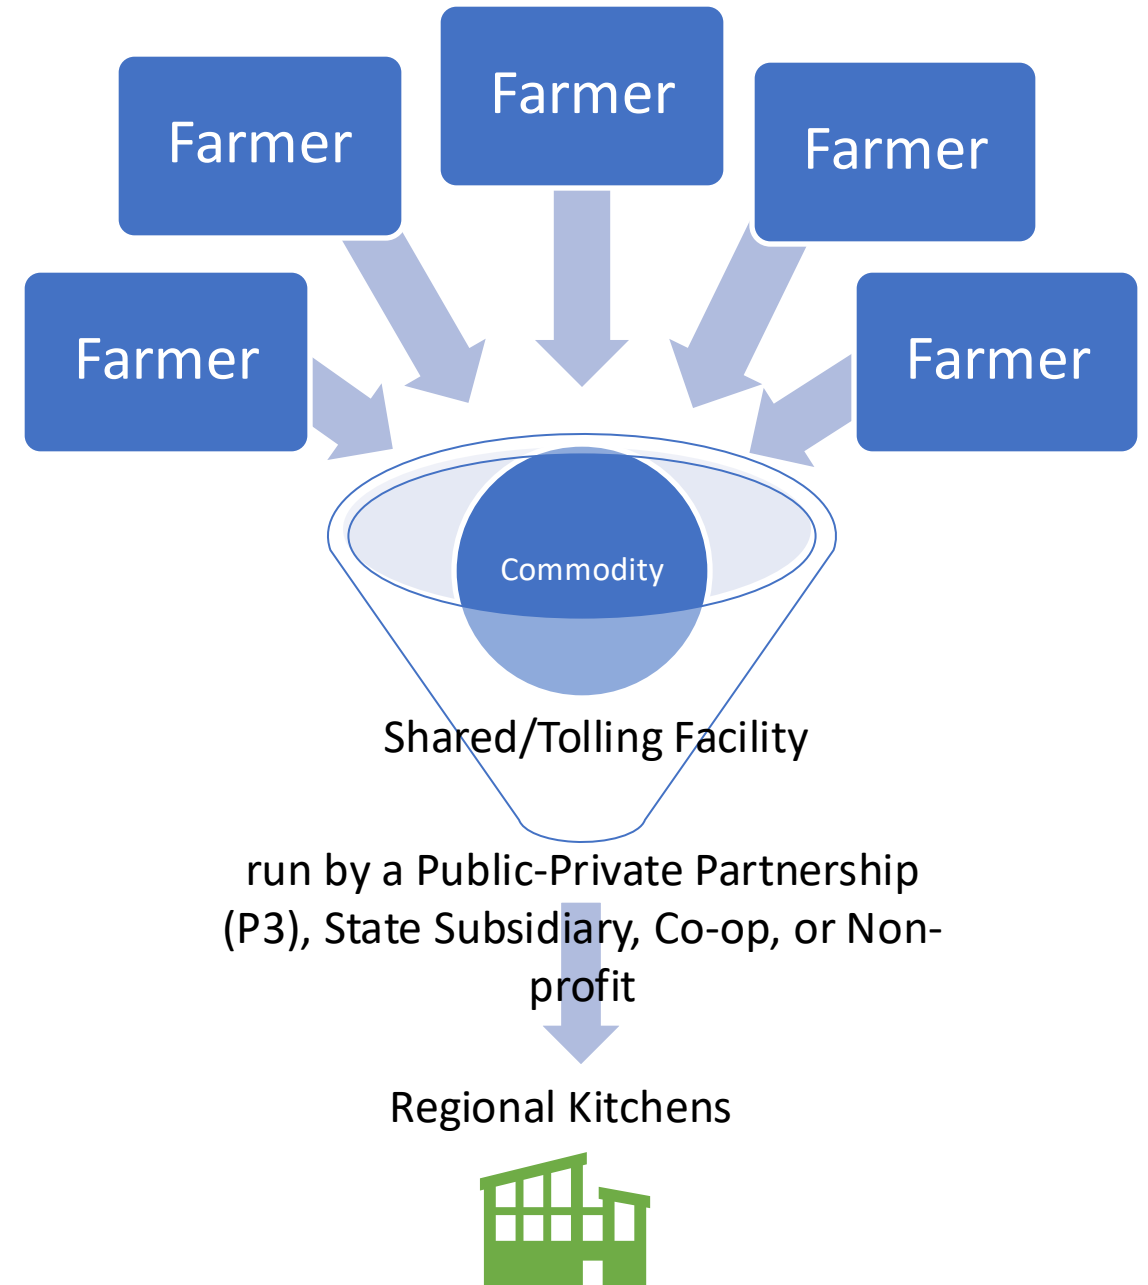 Farmer
Farmer
Farmer
Farmer
Farmer
Commodity
Shared/Tolling Facility
run by a Public-Private Partnership
(P3), State Subsidiary, Co-op, or Non-
profit
Regional Kitchens